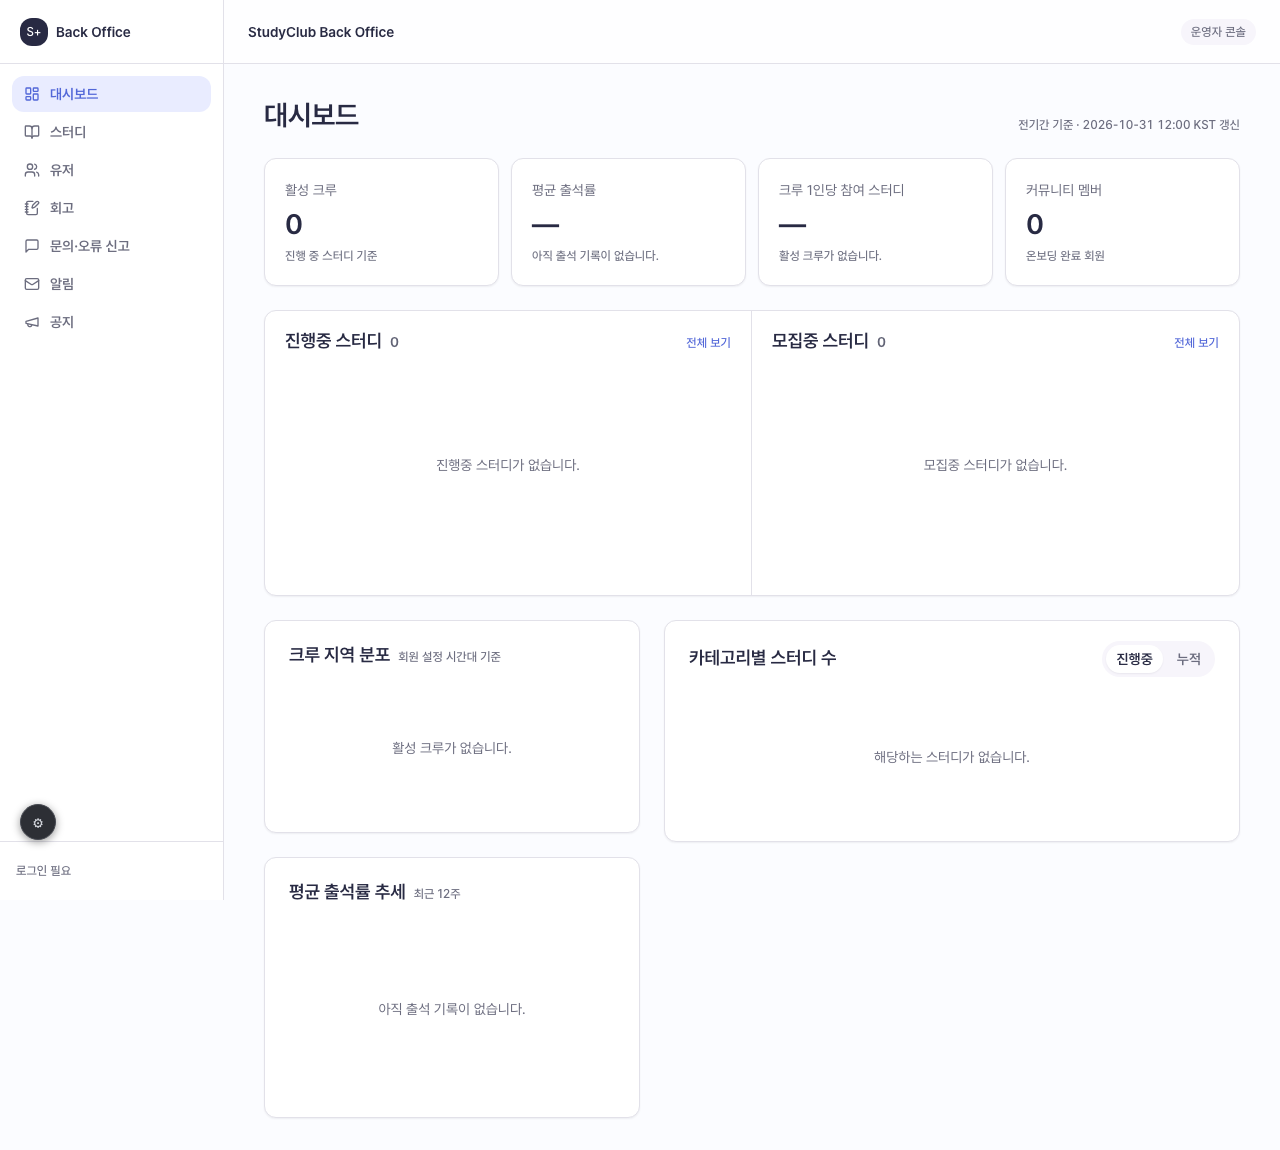 S+ Back Office
StudyClub Back Office
운영자 콘솔
대시보드
스터디
유저
회고
문의·오류 신고
알림
공지
로그인 필요
대시보드
전기간 기준 · 2026-10-31 12:00 KST 갱신
활성 크루
0
진행 중 스터디 기준
평균 출석률
—
아직 출석 기록이 없습니다.
크루 1인당 참여 스터디
—
활성 크루가 없습니다.
커뮤니티 멤버
0
온보딩 완료 회원
진행중 스터디 0
전체 보기
진행중 스터디가 없습니다.
모집중 스터디 0
전체 보기
모집중 스터디가 없습니다.
크루 지역 분포 회원 설정 시간대 기준
활성 크루가 없습니다.
카테고리별 스터디 수
진행중 누적
해당하는 스터디가 없습니다.
평균 출석률 추세 최근 12주
아직 출석 기록이 없습니다.